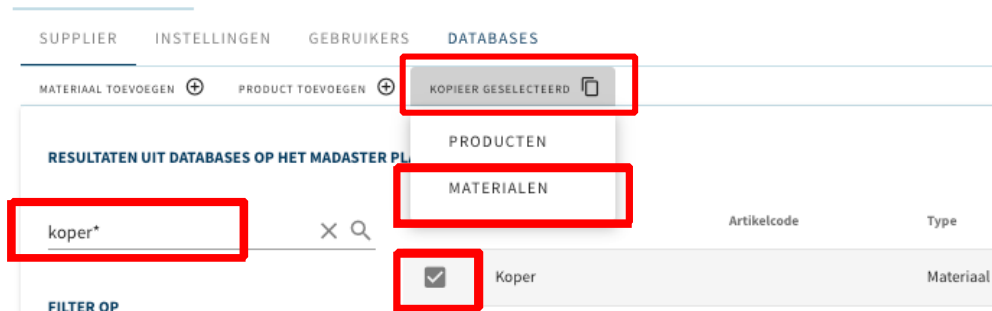 SUPPLIER INSTELLINGEN GEBRUIKERS DATABASES
MATERIAAL TOEVOEGEN PRODUCT TOEVOEGEN KOPIEER GESELECTEERD
PRODUCTEN
RESULTATEN UIT DATABASES OP HET MADASTER
MATERIALEN
koper*
Artikelcode Type
Koper Materiaal
FILTER OP